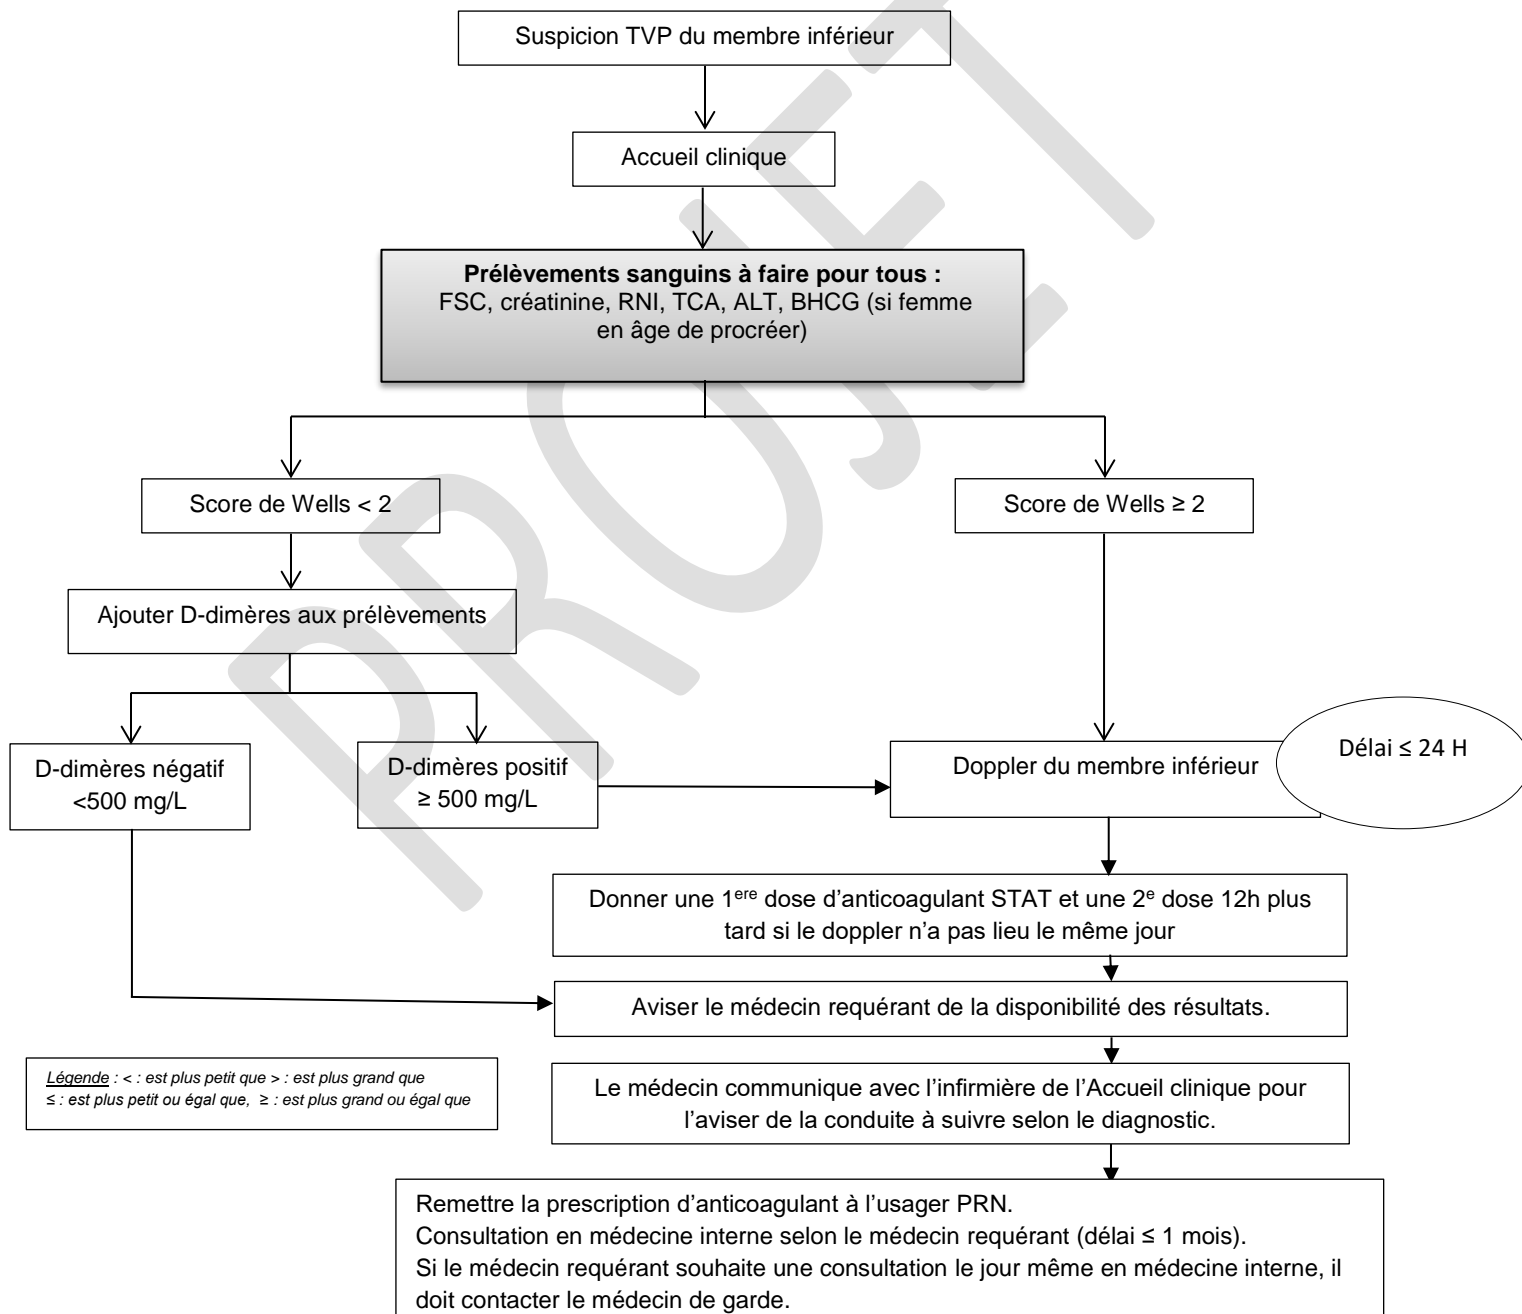 Suspicion TVP du membre inférieur
Accueil clinique
Prélèvements sanguins à faire pour tous :
FSC, créatinine, RNI, TCA, ALT, BHCG (si femme
en âge de procréer)
Score de Wells < 2
Score de Wells ≥ 2
Ajouter D-dimères aux prélèvements
D-dimères négatif
<500 mg/L
D-dimères positif
≥ 500 mg/L
Doppler du membre inférieur
Délai ≤ 24 H
Donner une 1ere dose d’anticoagulant STAT et une 2e dose 12h plus
tard si le doppler n’a pas lieu le même jour
Aviser le médecin requérant de la disponibilité des résultats.
Légende : < : est plus petit que > : est plus grand que
≤ : est plus petit ou égal que, ≥ : est plus grand ou égal que
Le médecin communique avec l’infirmière de l’Accueil clinique pour
l’aviser de la conduite à suivre selon le diagnostic.
Remettre la prescription d’anticoagulant à l’usager PRN.
Consultation en médecine interne selon le médecin requérant (délai ≤ 1 mois).
Si le médecin requérant souhaite une consultation le jour même en médecine interne, il
doit contacter le médecin de garde.
PROJET